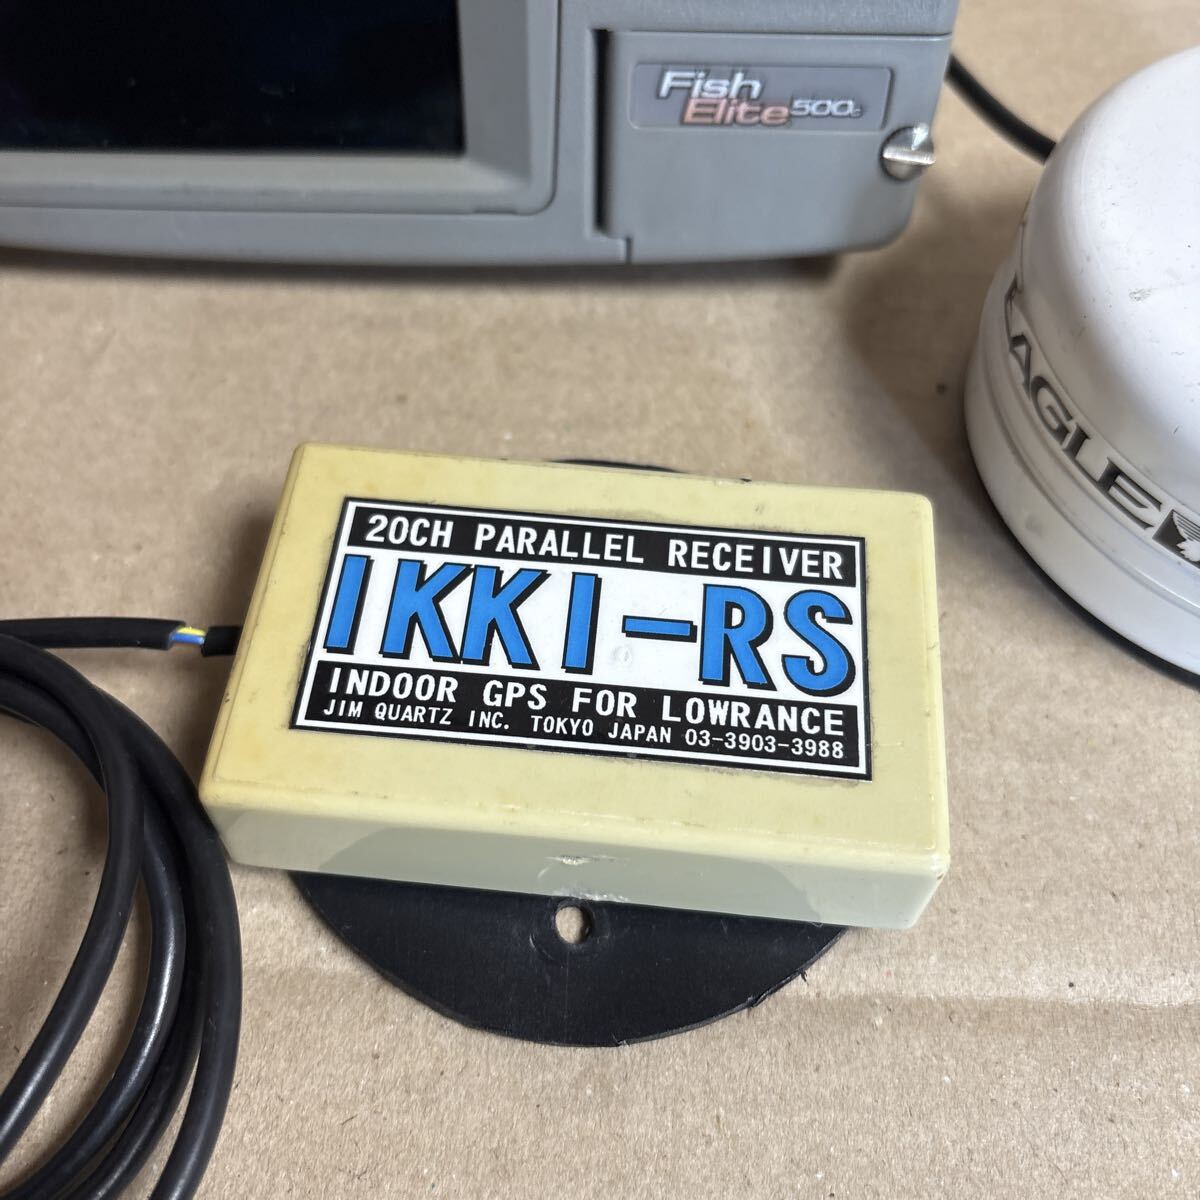 Fish
Elite 500c
EAGLE
20CH PARALLEL RECEIVER
IKKI-RS
INDOOR GPS FOR LOWRANCE
JIM QUARTZ INC. TOKYO JAPAN 03-3903-3988